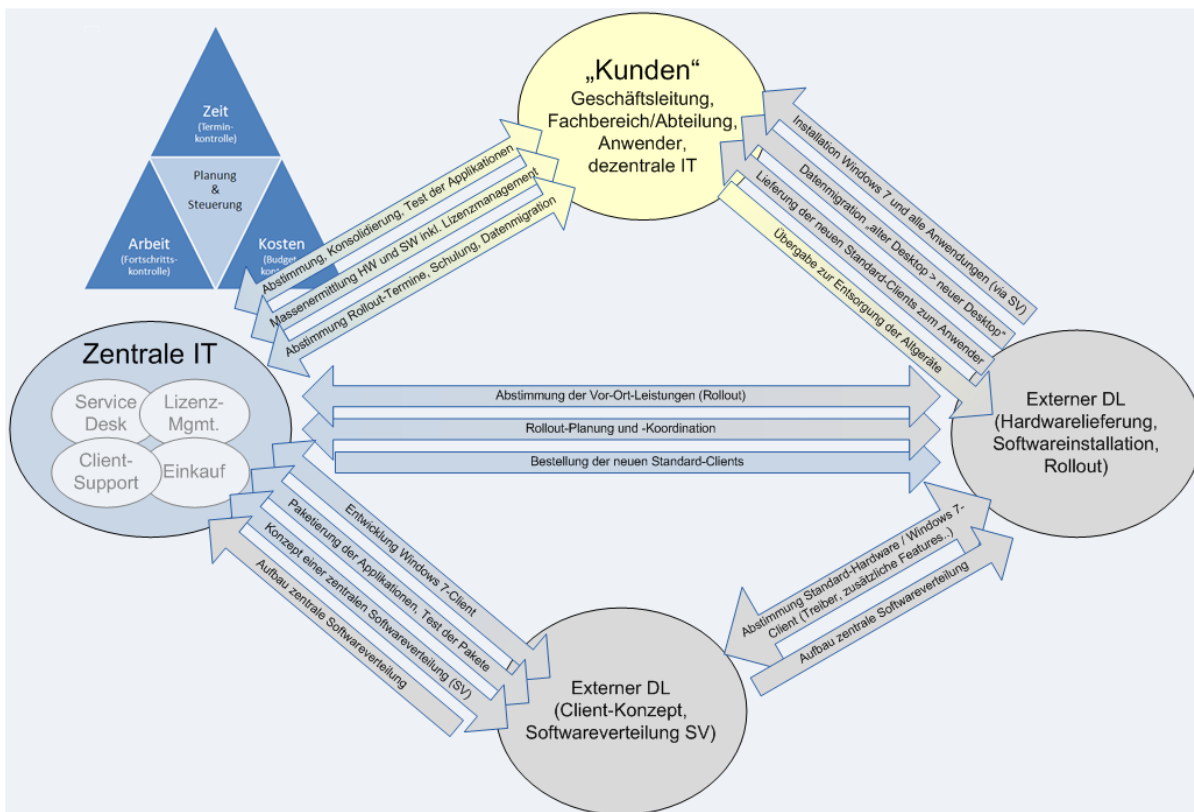 Zeit
(Termin-
kontrolle)
Planung
&
Steuerung
Arbeit
(Fortschritts-
kontrolle)
Kosten
(Budget
„Kunden“
Geschäftsleitung,
Fachbereich/Abteilung,
Anwender,
dezentrale IT
Abstimmung, Konsolidierung, Test der Applikationen
Massenermittlung HW und SW inkl. Lizenzmanagement
Abstimmung Rollout-Termine, Schulung, Datenmigration
Installation Windows 7 und alle Anwendungen (via SV)
Datenmigration „alter Desktop > neuer Desktop“
Lieferung der neuen Standard-Clients zum Anwender
Übergabe zur Entsorgung der Altgeräte
Zentrale IT
Service
Desk
Lizenz-
Mgmt.
Client-
Support
Einkauf
Abstimmung der Vor-Ort-Leistungen (Rollout)
Rollout-Planung und -Koordination
Bestellung der neuen Standard-Clients
Externer DL
(Hardwarelieferung,
Softwareinstallation,
Rollout)
Entwicklung Windows 7-Client
Paketierung der Applikationen, Test der Pakete
Konzept einer zentralen Softwareverteilung (SV)
Aufbau zentrale Softwareverteilung
Abstimmung Standard-Hardware / Windows 7-
Client (Treiber, zusätzliche Features..)
Aufbau zentrale Softwareverteilung
Externer DL
(Client-Konzept,
Softwareverteilung SV)